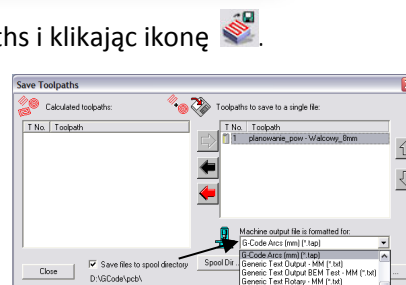 ths i klikając ikonę .
Save Toolpaths
Calculated toolpaths:
Toolpaths to save to a single file:
T No. Toolpath
T No. Toolpath
1 planowanie_pow - Walcowy_8mm
Machine output file is formatted for:
G-Code Arcs (mm) (*.tap)
G-Code Arcs (mm) (*.tap)
Generic Text Output - MM (*.txt)
Generic Text Output BEM Test - MM (*.txt)
Generic Text Rotary - MM (*.txt)
Save files to spool directory
Spool Dir...
Close
D:\GCode\pcb\